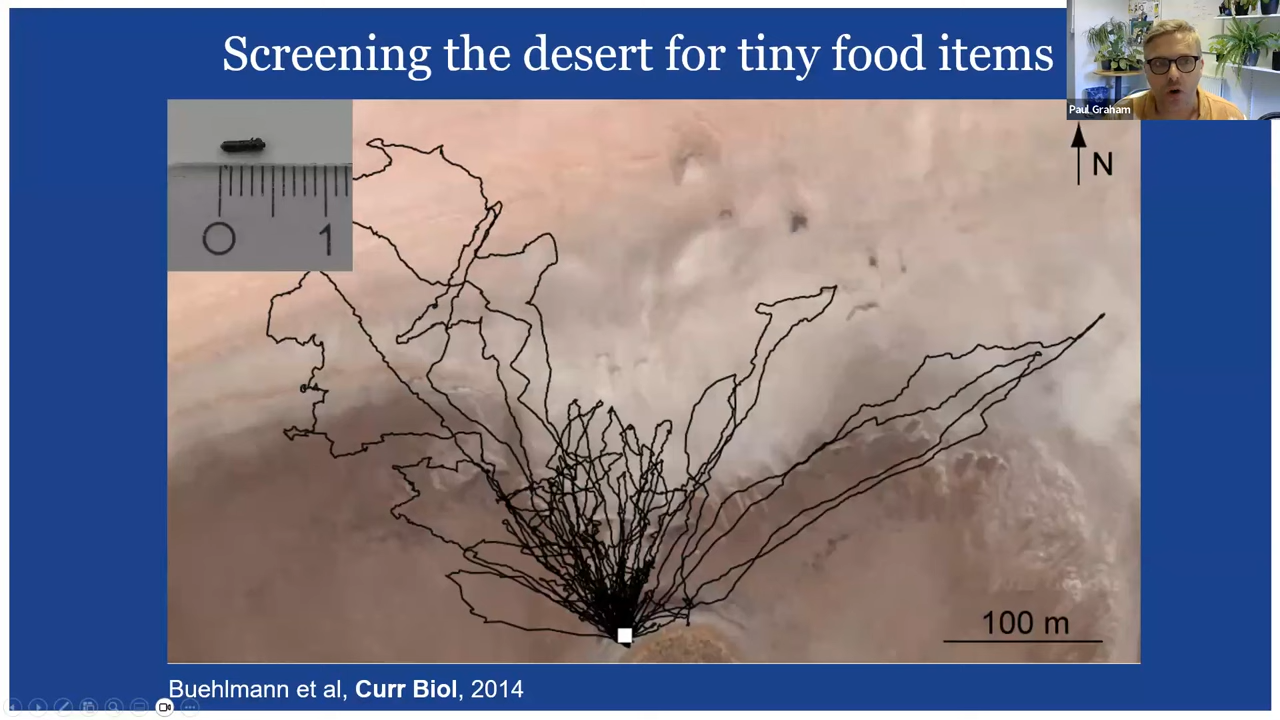 Screening the desert for tiny food items
Paul Graham
N
0 1
100 m
Buehlmann et al, Curr Biol, 2014